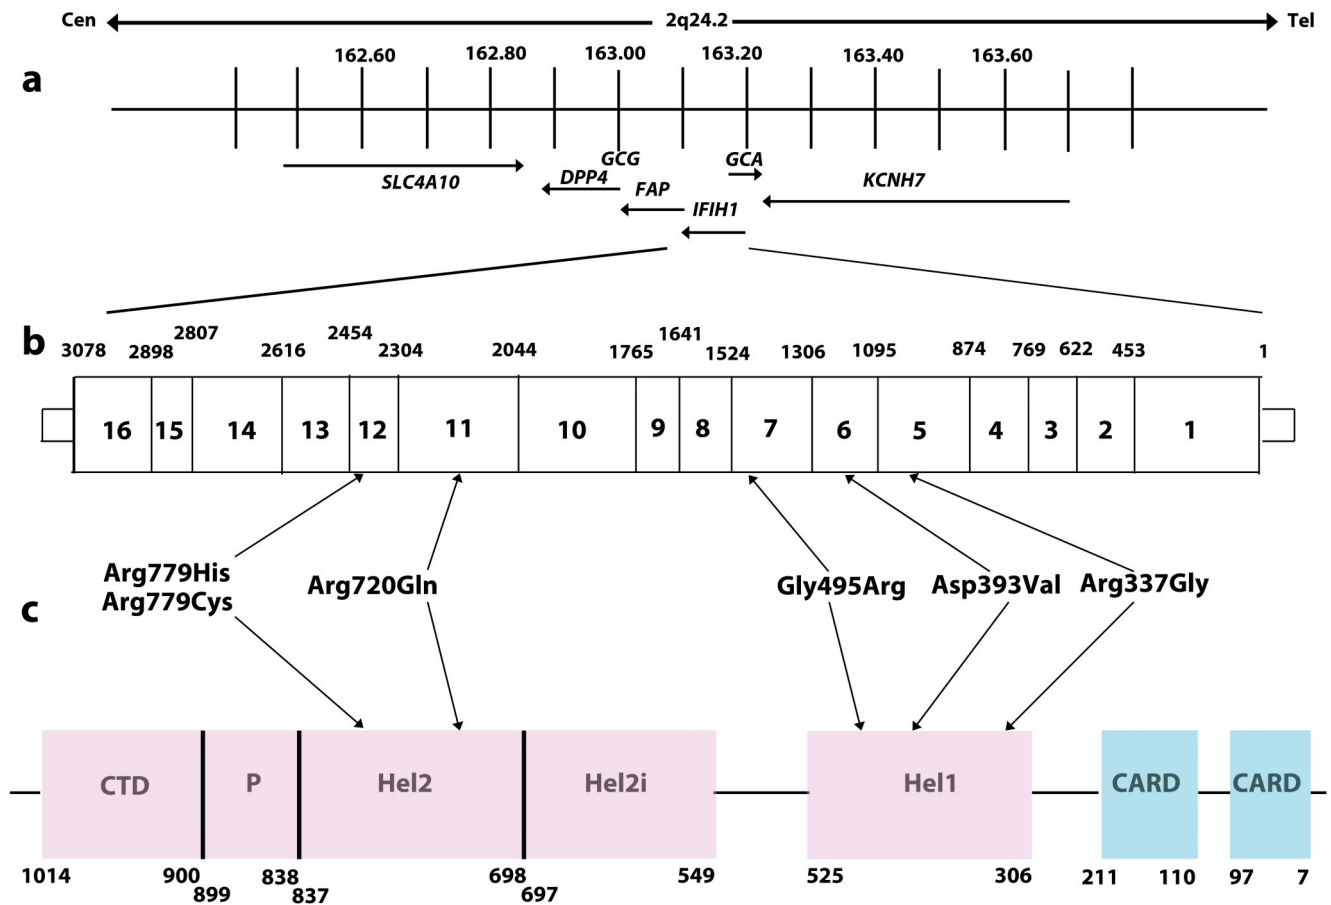 Cen 2q24.2 Tel
a
162.60 162.80 163.00 163.20 163.40 163.60
GCG GCA
SLC4A10 DPP4 FAP KCNH7
IFIH1
b
2807 2454 1641
3078 2898 2616 2304 2044 1765 1524 1306 1095 874 769 622 453 1
16 15 14 13 12 11 10 9 8 7 6 5 4 3 2 1
Arg779His
Arg779Cys
Arg720Gln Gly495Arg Asp393Val Arg337Gly
c
CTD P Hel2 Hel2i Hel1 CARD CARD
1014 900 838 698 549 525 306 211 110 97 7
899 837 697